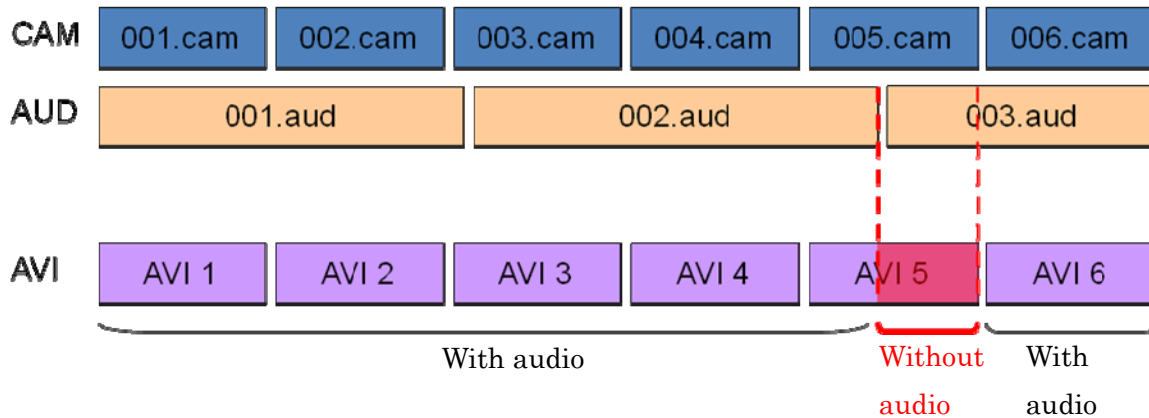 CAM 001.cam 002.cam 003.cam 004.cam 005.cam 006.cam
AUD 001.aud 002.aud 003.aud
AVI AVI 1 AVI 2 AVI 3 AVI 4 AVI 5 AVI 6
With audio Without With
audio audio